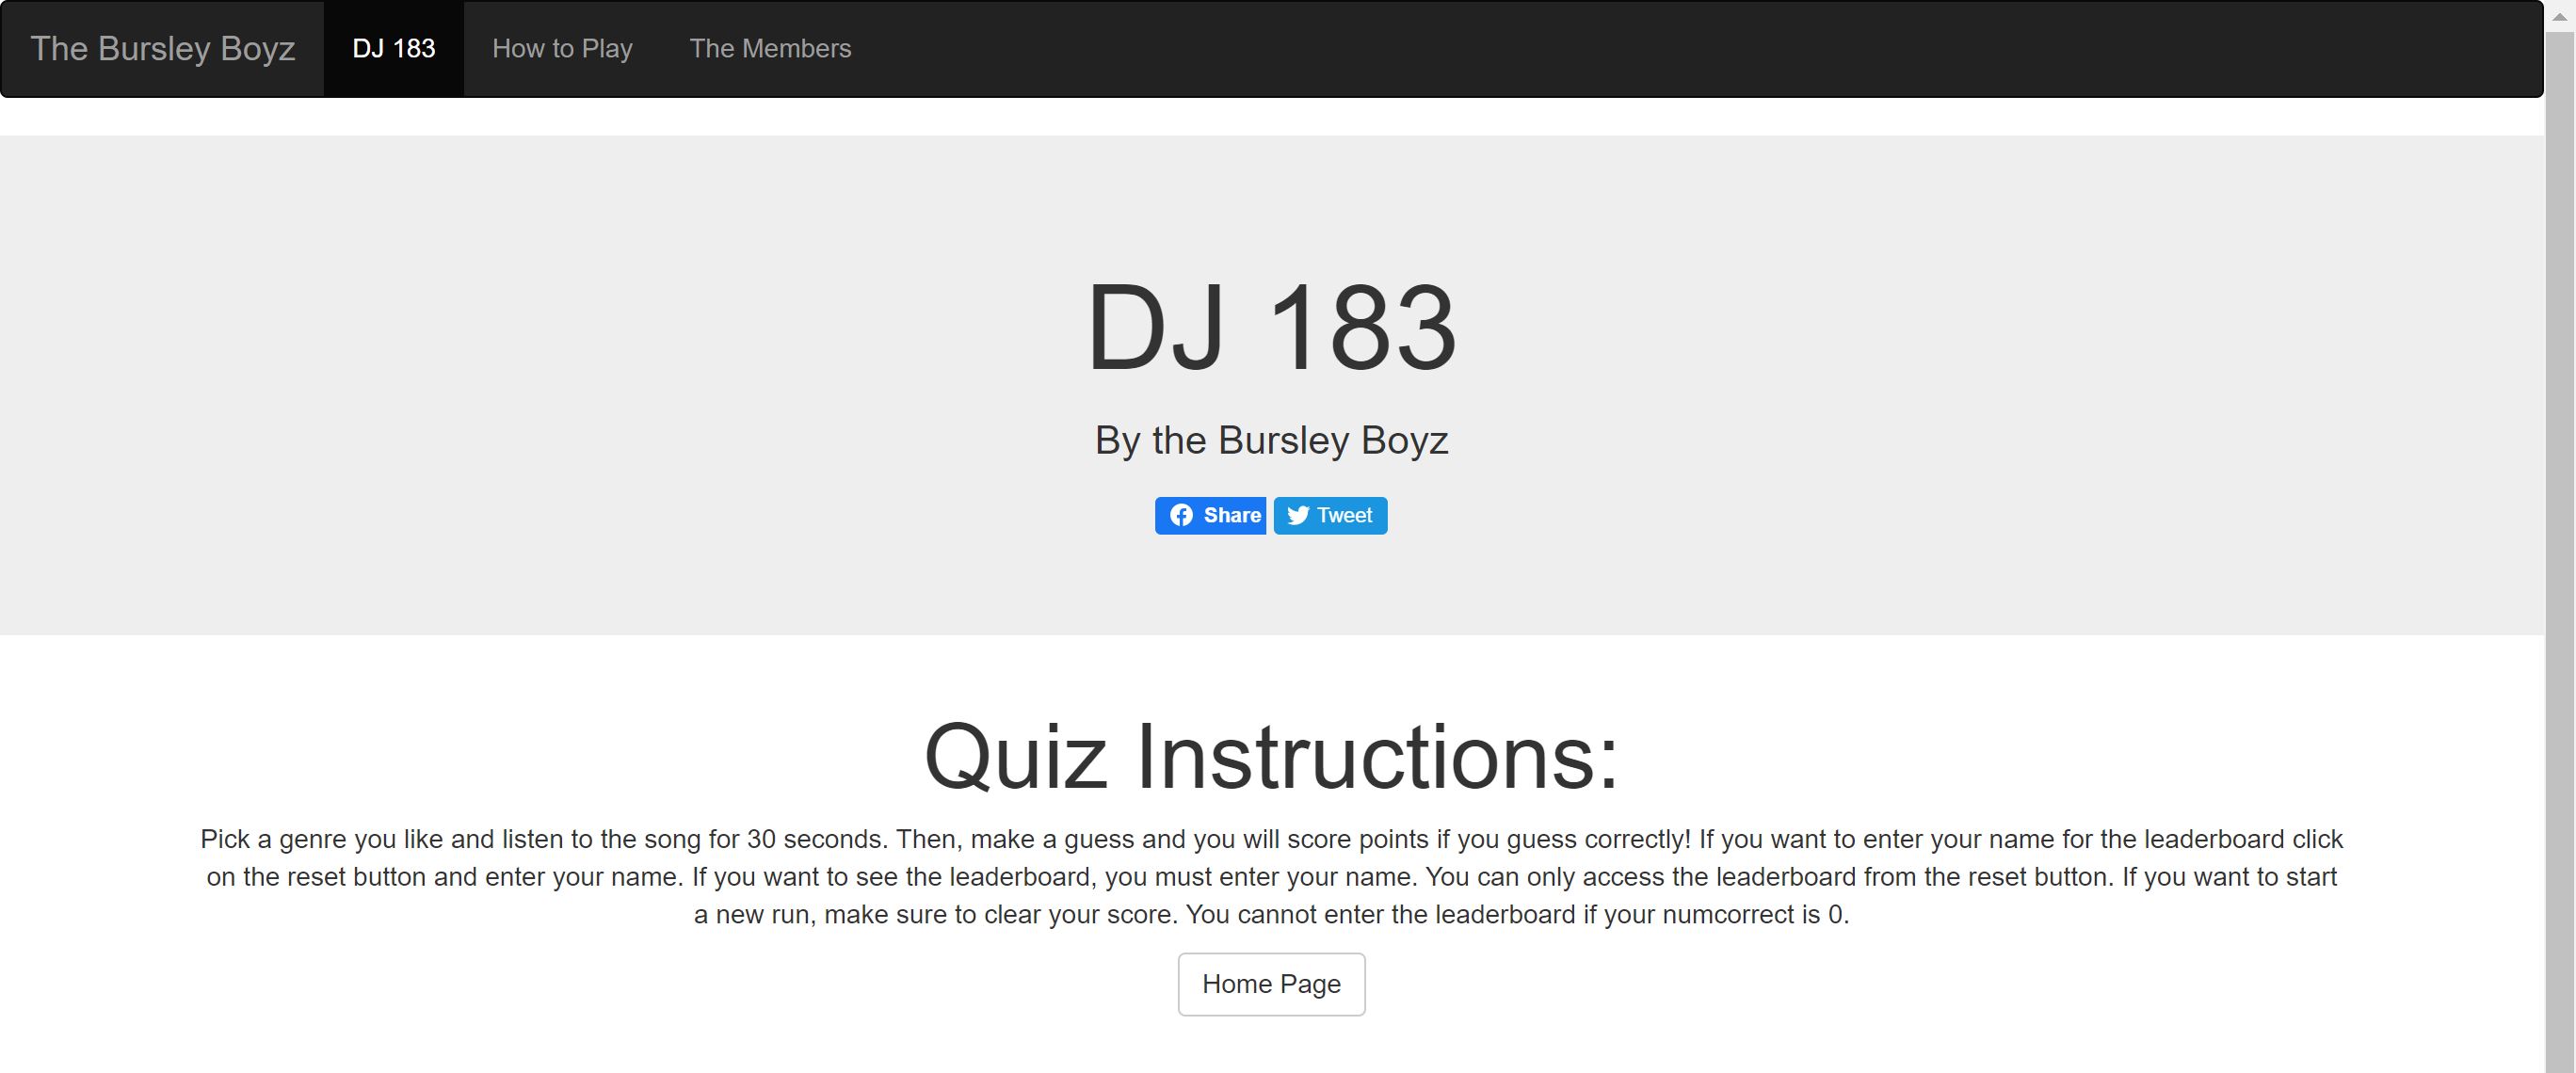 The Bursley Boyz DJ 183 How to Play The Members
DJ 183
By the Bursley Boyz
Share Tweet
Quiz Instructions:
Pick a genre you like and listen to the song for 30 seconds. Then, make a guess and you will score points if you guess correctly! If you want to enter your name for the leaderboard click
on the reset button and enter your name. If you want to see the leaderboard, you must enter your name. You can only access the leaderboard from the reset button. If you want to start
a new run, make sure to clear your score. You cannot enter the leaderboard if your numcorrect is 0.
Home Page